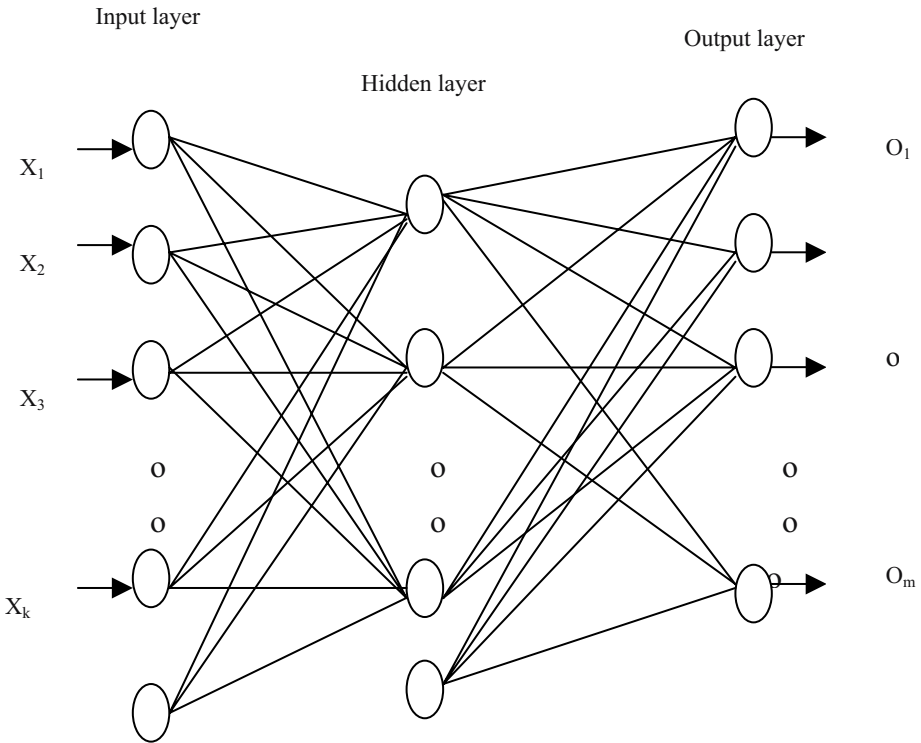 Input layer
Output layer
Hidden layer
X₁
O₁
X₂
o
X₃
o o o
o o o
o
Oₘ
Xₖ